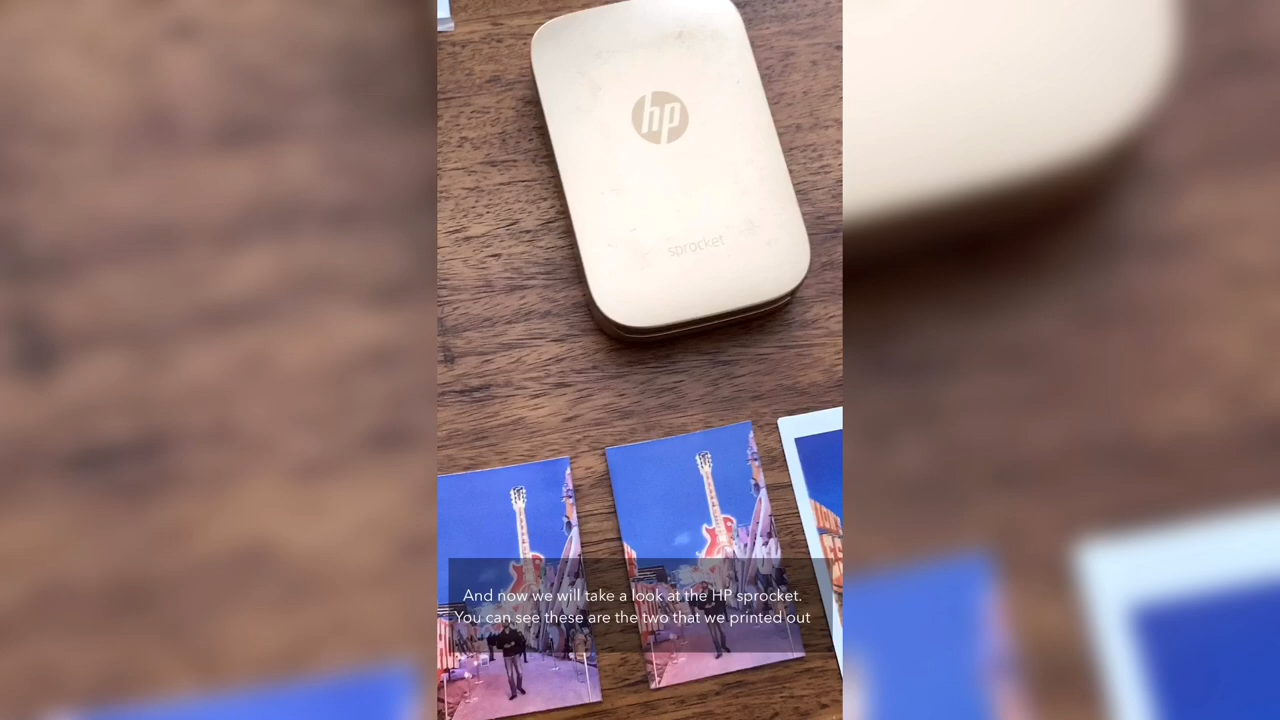 hp
sprocket
And now we will take a look at the HP sprocket.
You can see these are the two that we printed out